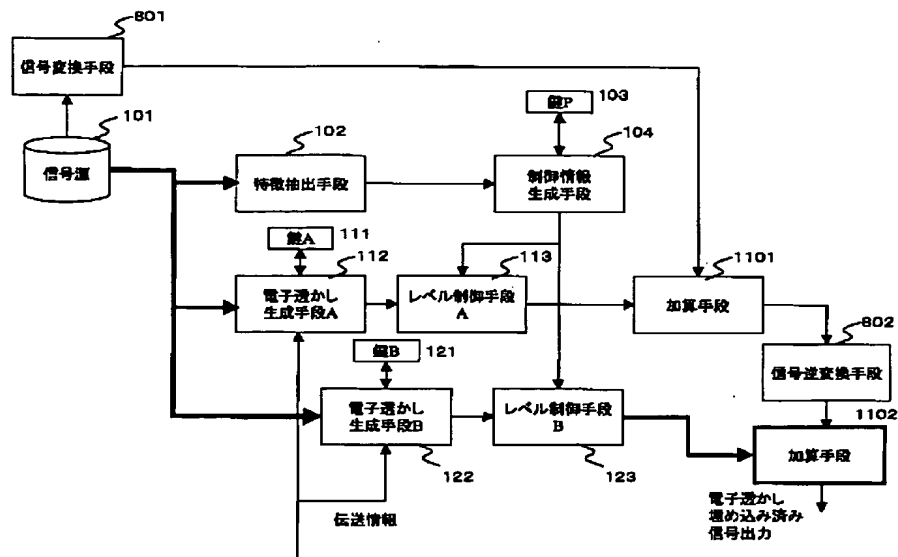 801
信号変換手段
101
信号源
102
特徴抽出手段
鍵P
103
104
制御情報
生成手段
鍵A
111
112
電子透かし
生成手段A
113
レベル制御手段
A
1101
加算手段
802
信号逆変換手段
鍵B
121
電子透かし
生成手段B
122
レベル制御手段
B
123
1102
加算手段
伝送情報
電子透かし
埋め込み済み
信号出力